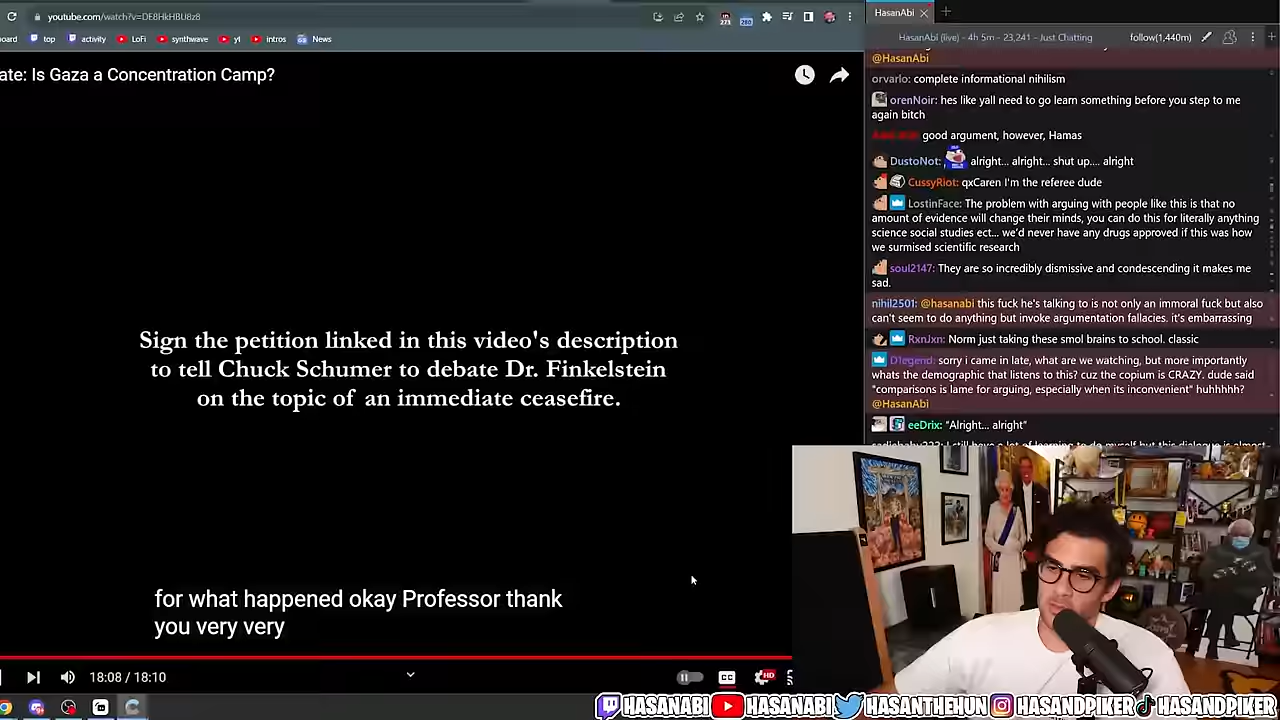 youtube.com/watch?v=DE8HkHBU8z8
oard top activity LoFi synthwave yt intros News
ate: Is Gaza a Concentration Camp?
Sign the petition linked in this video's description
to tell Chuck Schumer to debate Dr. Finkelstein
on the topic of an immediate ceasefire.
for what happened okay Professor thank
you very very
18:08 / 18:10
CC
HD
HasanAbi
HasanAbi (live) - 4h 5m - 23,241 - Just Chatting
follow(1,440m)
@HasanAbi
orvarlo: complete informational nihilism
orenNoir: hes like yall need to go learn something before you step to me
again bitch
good argument, however, Hamas
DustoNot: alright... alright... shut up.... alright
CussyRiot: qxCaren I'm the referee dude
LostinFace: The problem with arguing with people like this is that no
amount of evidence will change their minds, you can do this for literally anything
science social studies ect... we'd never have any drugs approved if this was how
we surmised scientific research
soul2147: They are so incredibly dismissive and condescending it makes me
sad.
nihil2501: @hasanabi this fuck he's talking to is not only an immoral fuck but also
can't seem to do anything but invoke argumentation fallacies. it's embarrassing
RxnJxn: Norm just taking these smol brains to school. classic
D1egend: sorry i came in late, what are we watching, but more importantly
whats the demographic that listens to this? cuz the copium is CRAZY. dude said
"comparisons is lame for arguing, especially when its inconvenient" huhhhhh?
@HasanAbi
eeDrix: "Alright... alright"
HASANABI HASANABI HASANTHEHUN HASANDPIKER HASANDPIKER